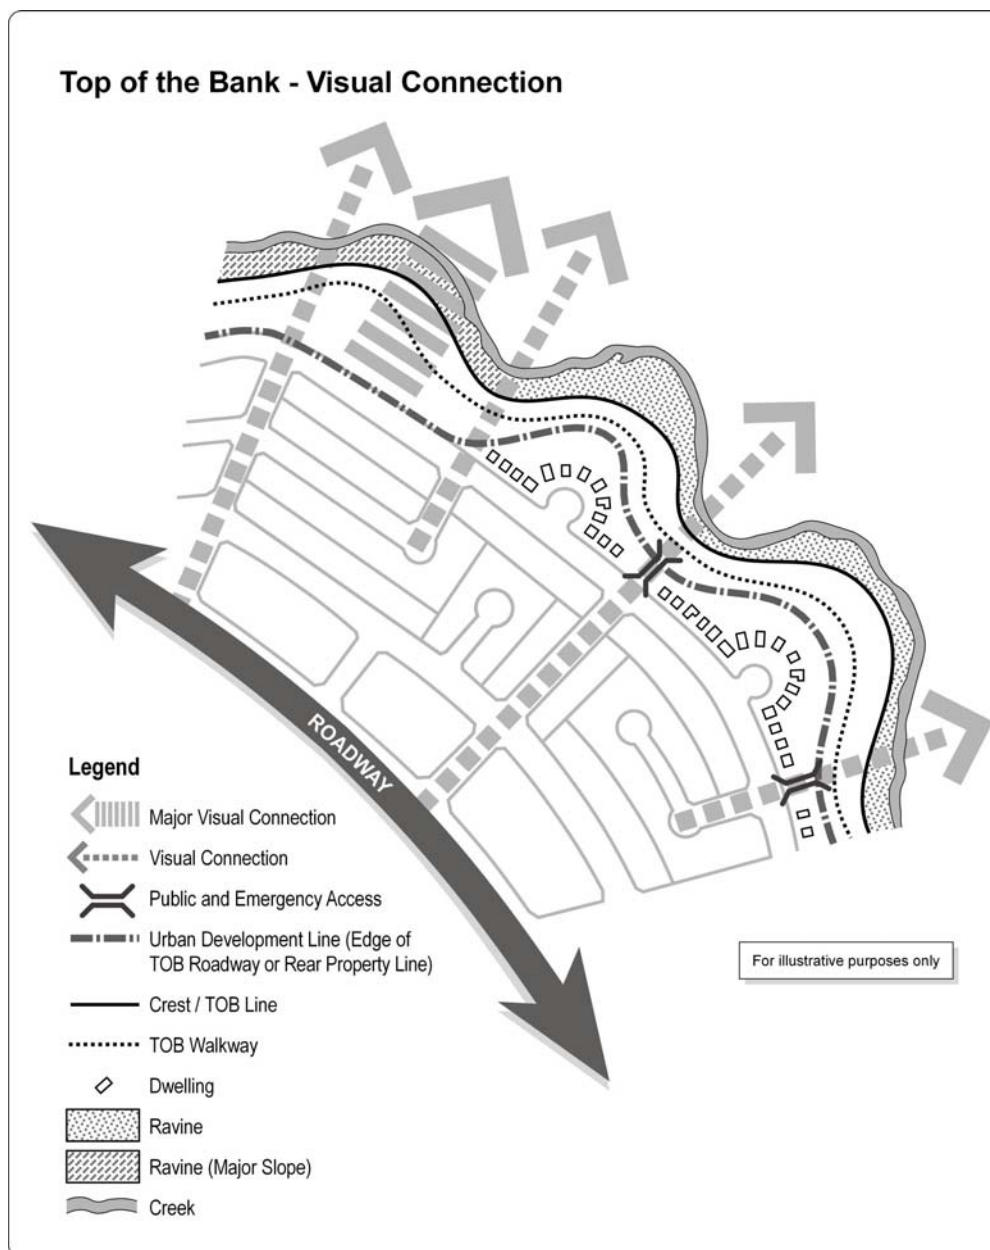 Top of the Bank - Visual Connection
ROADWAY
Legend
Major Visual Connection
Visual Connection
Public and Emergency Access
Urban Development Line (Edge of
TOB Roadway or Rear Property Line)
Crest / TOB Line
TOB Walkway
Dwelling
Ravine
Ravine (Major Slope)
Creek
For illustrative purposes only